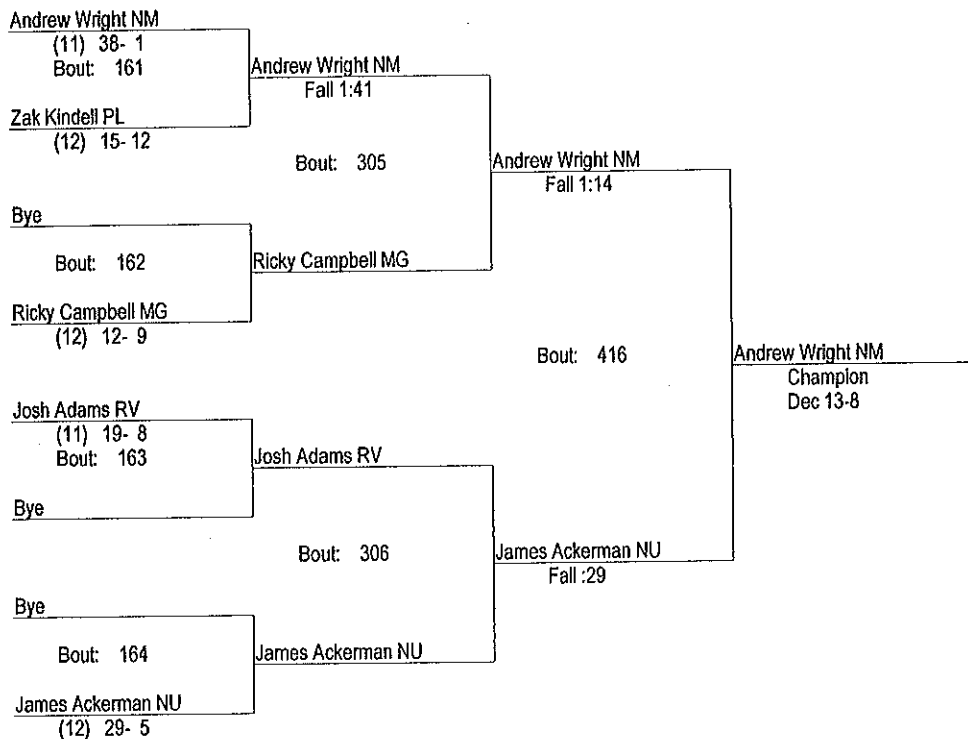 Andrew Wright NM
(11) 38- 1
Bout: 161
Zak Kindell PL
(12) 15- 12
Andrew Wright NM
Fall 1:41
Bye
Bout: 162
Ricky Campbell MG
(12) 12- 9
Ricky Campbell MG
Bout: 305
Andrew Wright NM
Fall 1:14
Josh Adams RV
(11) 19- 8
Bout: 163
Bye
Josh Adams RV
Bye
Bout: 164
James Ackerman NU
(12) 29- 5
James Ackerman NU
Bout: 306
James Ackerman NU
Fall :29
Bout: 416
Andrew Wright NM
Champion
Dec 13-8